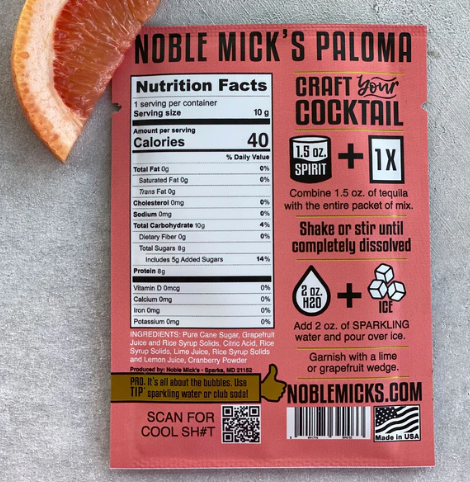 NOBLE MICK'S PALOMA
Nutrition Facts
1 serving per container
Serving size 10 g
Amount per serving
Calories 40
% Daily Value
Total Fat 0g 0%
Saturated Fat 0g 0%
Trans Fat 0g
Cholesterol 0mg 0%
Sodium 0mg 0%
Total Carbohydrate 10g 4%
Dietary Fiber 0g 0%
Total Sugars 8g
Includes 5g Added Sugars 14%
Protein 8g
Vitamin D 0mcg 0%
Calcium 0mg 0%
Iron 0mg 0%
Potassium 0mg 0%
INGREDIENTS: Pure Cane Sugar, Grapefruit
Juice and Rice Syrup Solids, Citric Acid, Rice
Syrup Solids, Lime Juice, Rice Syrup Solids
and Lemon Juice, Cranberry Powder
Produced by: Noble Mick's - Sparks, MD 21152
PRO TIP: It's all about the bubbles. Use
sparkling water or club soda!
SCAN FOR
COOL SH#T
CRAFT your
COCKTAIL
1.5 oz. SPIRIT + 1X
Combine 1.5 oz. of tequila
with the entire packet of mix.
Shake or stir until
completely dissolved
2 oz. H20 + ICE
Add 2 oz. of SPARKLING
water and pour over ice.
Garnish with a lime
or grapefruit wedge.
NOBLEMICKS.COM
Made in USA